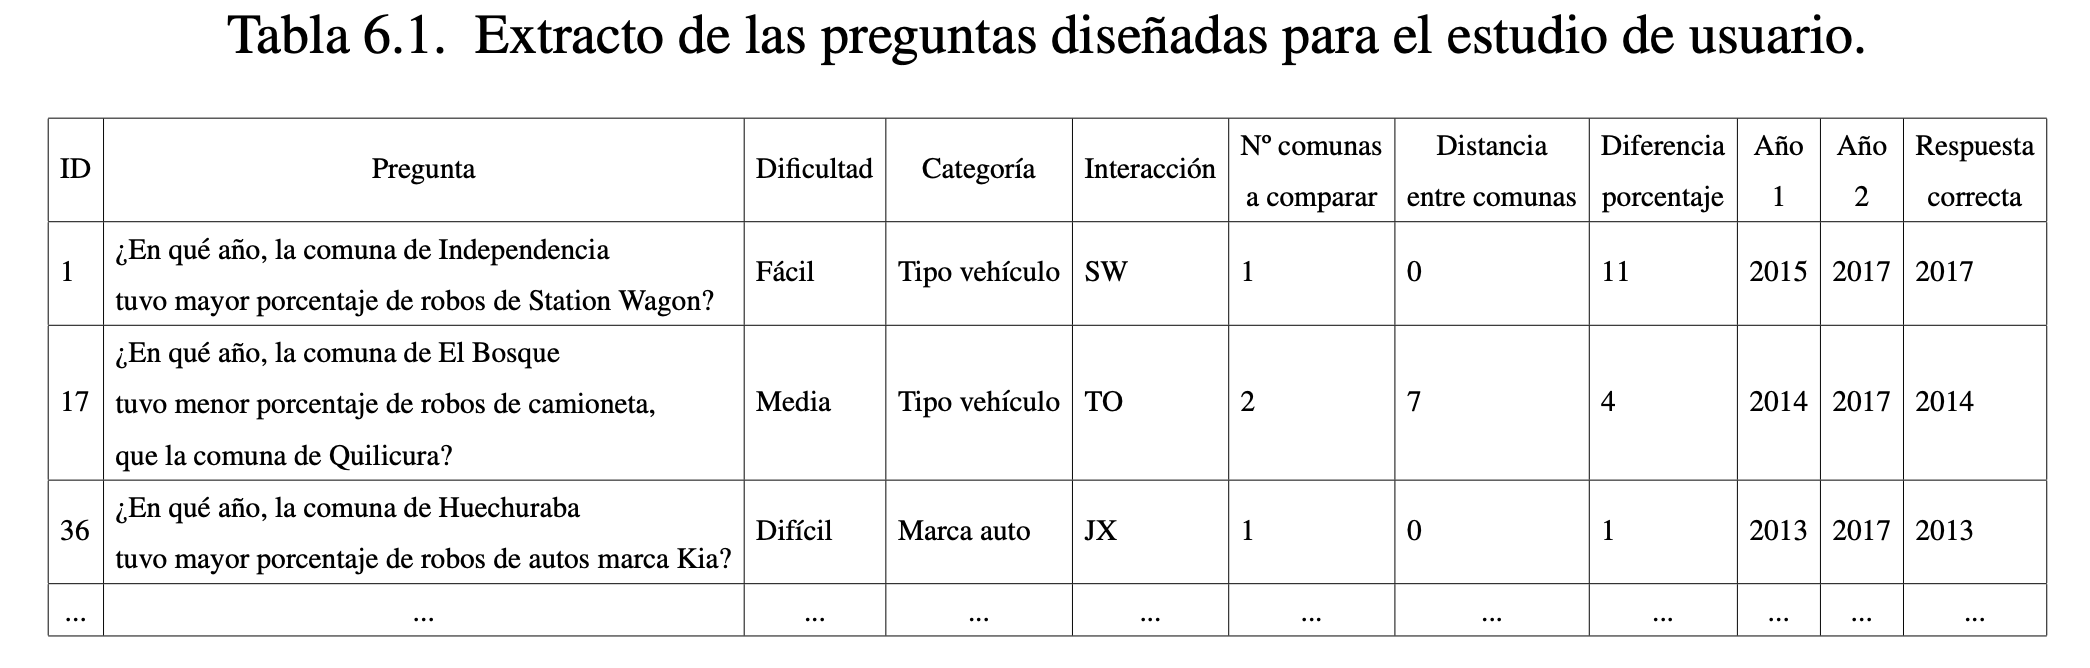 Tabla 6.1. Extracto de las preguntas diseñadas para el estudio de usuario.
ID Pregunta Dificultad Categoría Interacción Nº comunas a comparar Distancia entre comunas Diferencia porcentaje Año 1 Año 2 Respuesta correcta
1 ¿En qué año, la comuna de Independencia
tuvo mayor porcentaje de robos de Station Wagon? Fácil Tipo vehículo SW 1 0 11 2015 2017 2017
17 ¿En qué año, la comuna de El Bosque
tuvo menor porcentaje de robos de camioneta,
que la comuna de Quilicura? Media Tipo vehículo TO 2 7 4 2014 2017 2014
36 ¿En qué año, la comuna de Huechuraba
tuvo mayor porcentaje de robos de autos marca Kia? Difícil Marca auto JX 1 0 1 2013 2017 2013
... ... ... ... ... ... ... ... ... ... ...